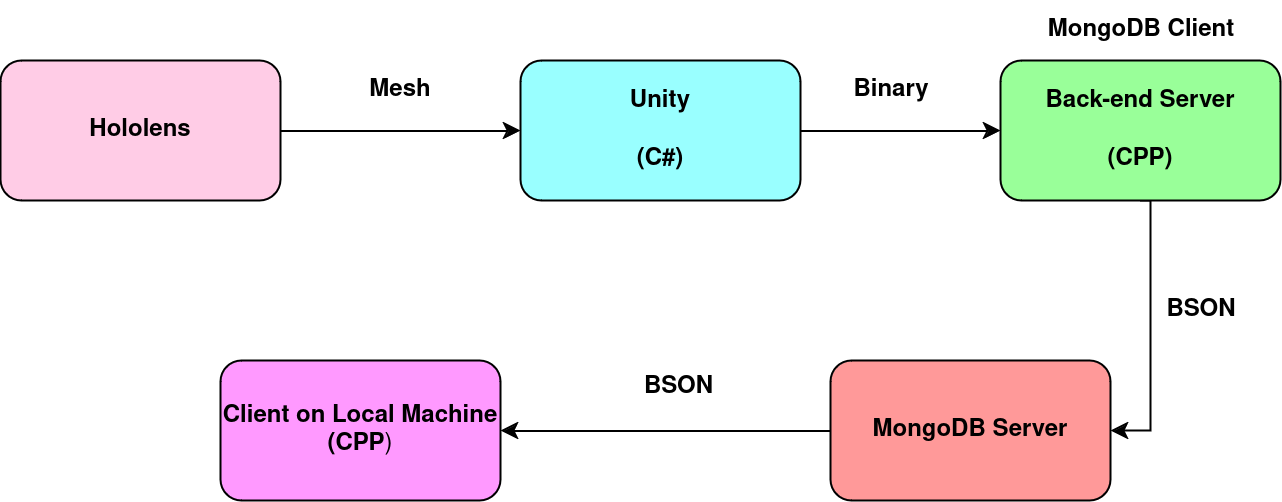 MongoDB Client
Hololens
Mesh
Unity
(C#)
Binary
Back-end Server
(CPP)
BSON
Client on Local Machine
(CPP)
BSON
MongoDB Server